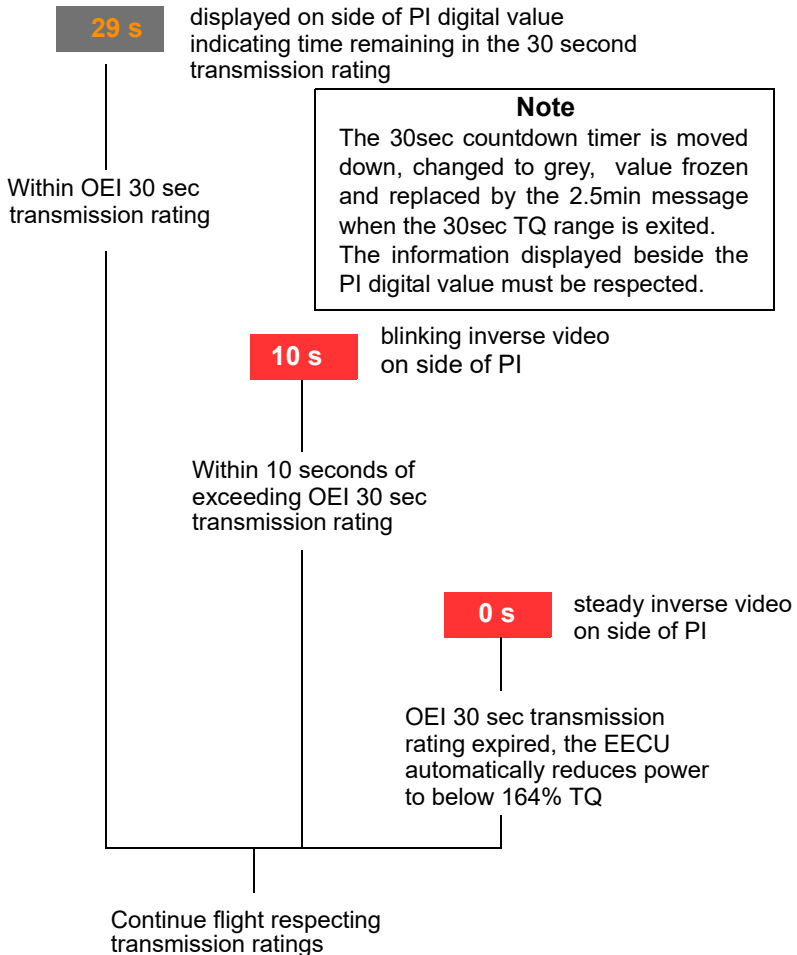 29 s
displayed on side of PI digital value
indicating time remaining in the 30 second
transmission rating
Note
The 30sec countdown timer is moved
down, changed to grey, value frozen
and replaced by the 2.5min message
when the 30sec TQ range is exited.
The information displayed beside the
PI digital value must be respected.
Within OEI 30 sec
transmission rating
10 s
blinking inverse video
on side of PI
Within 10 seconds of
exceeding OEI 30 sec
transmission rating
0 s
steady inverse video
on side of PI
OEI 30 sec transmission
rating expired, the EECU
automatically reduces power
to below 164% TQ
Continue flight respecting
transmission ratings